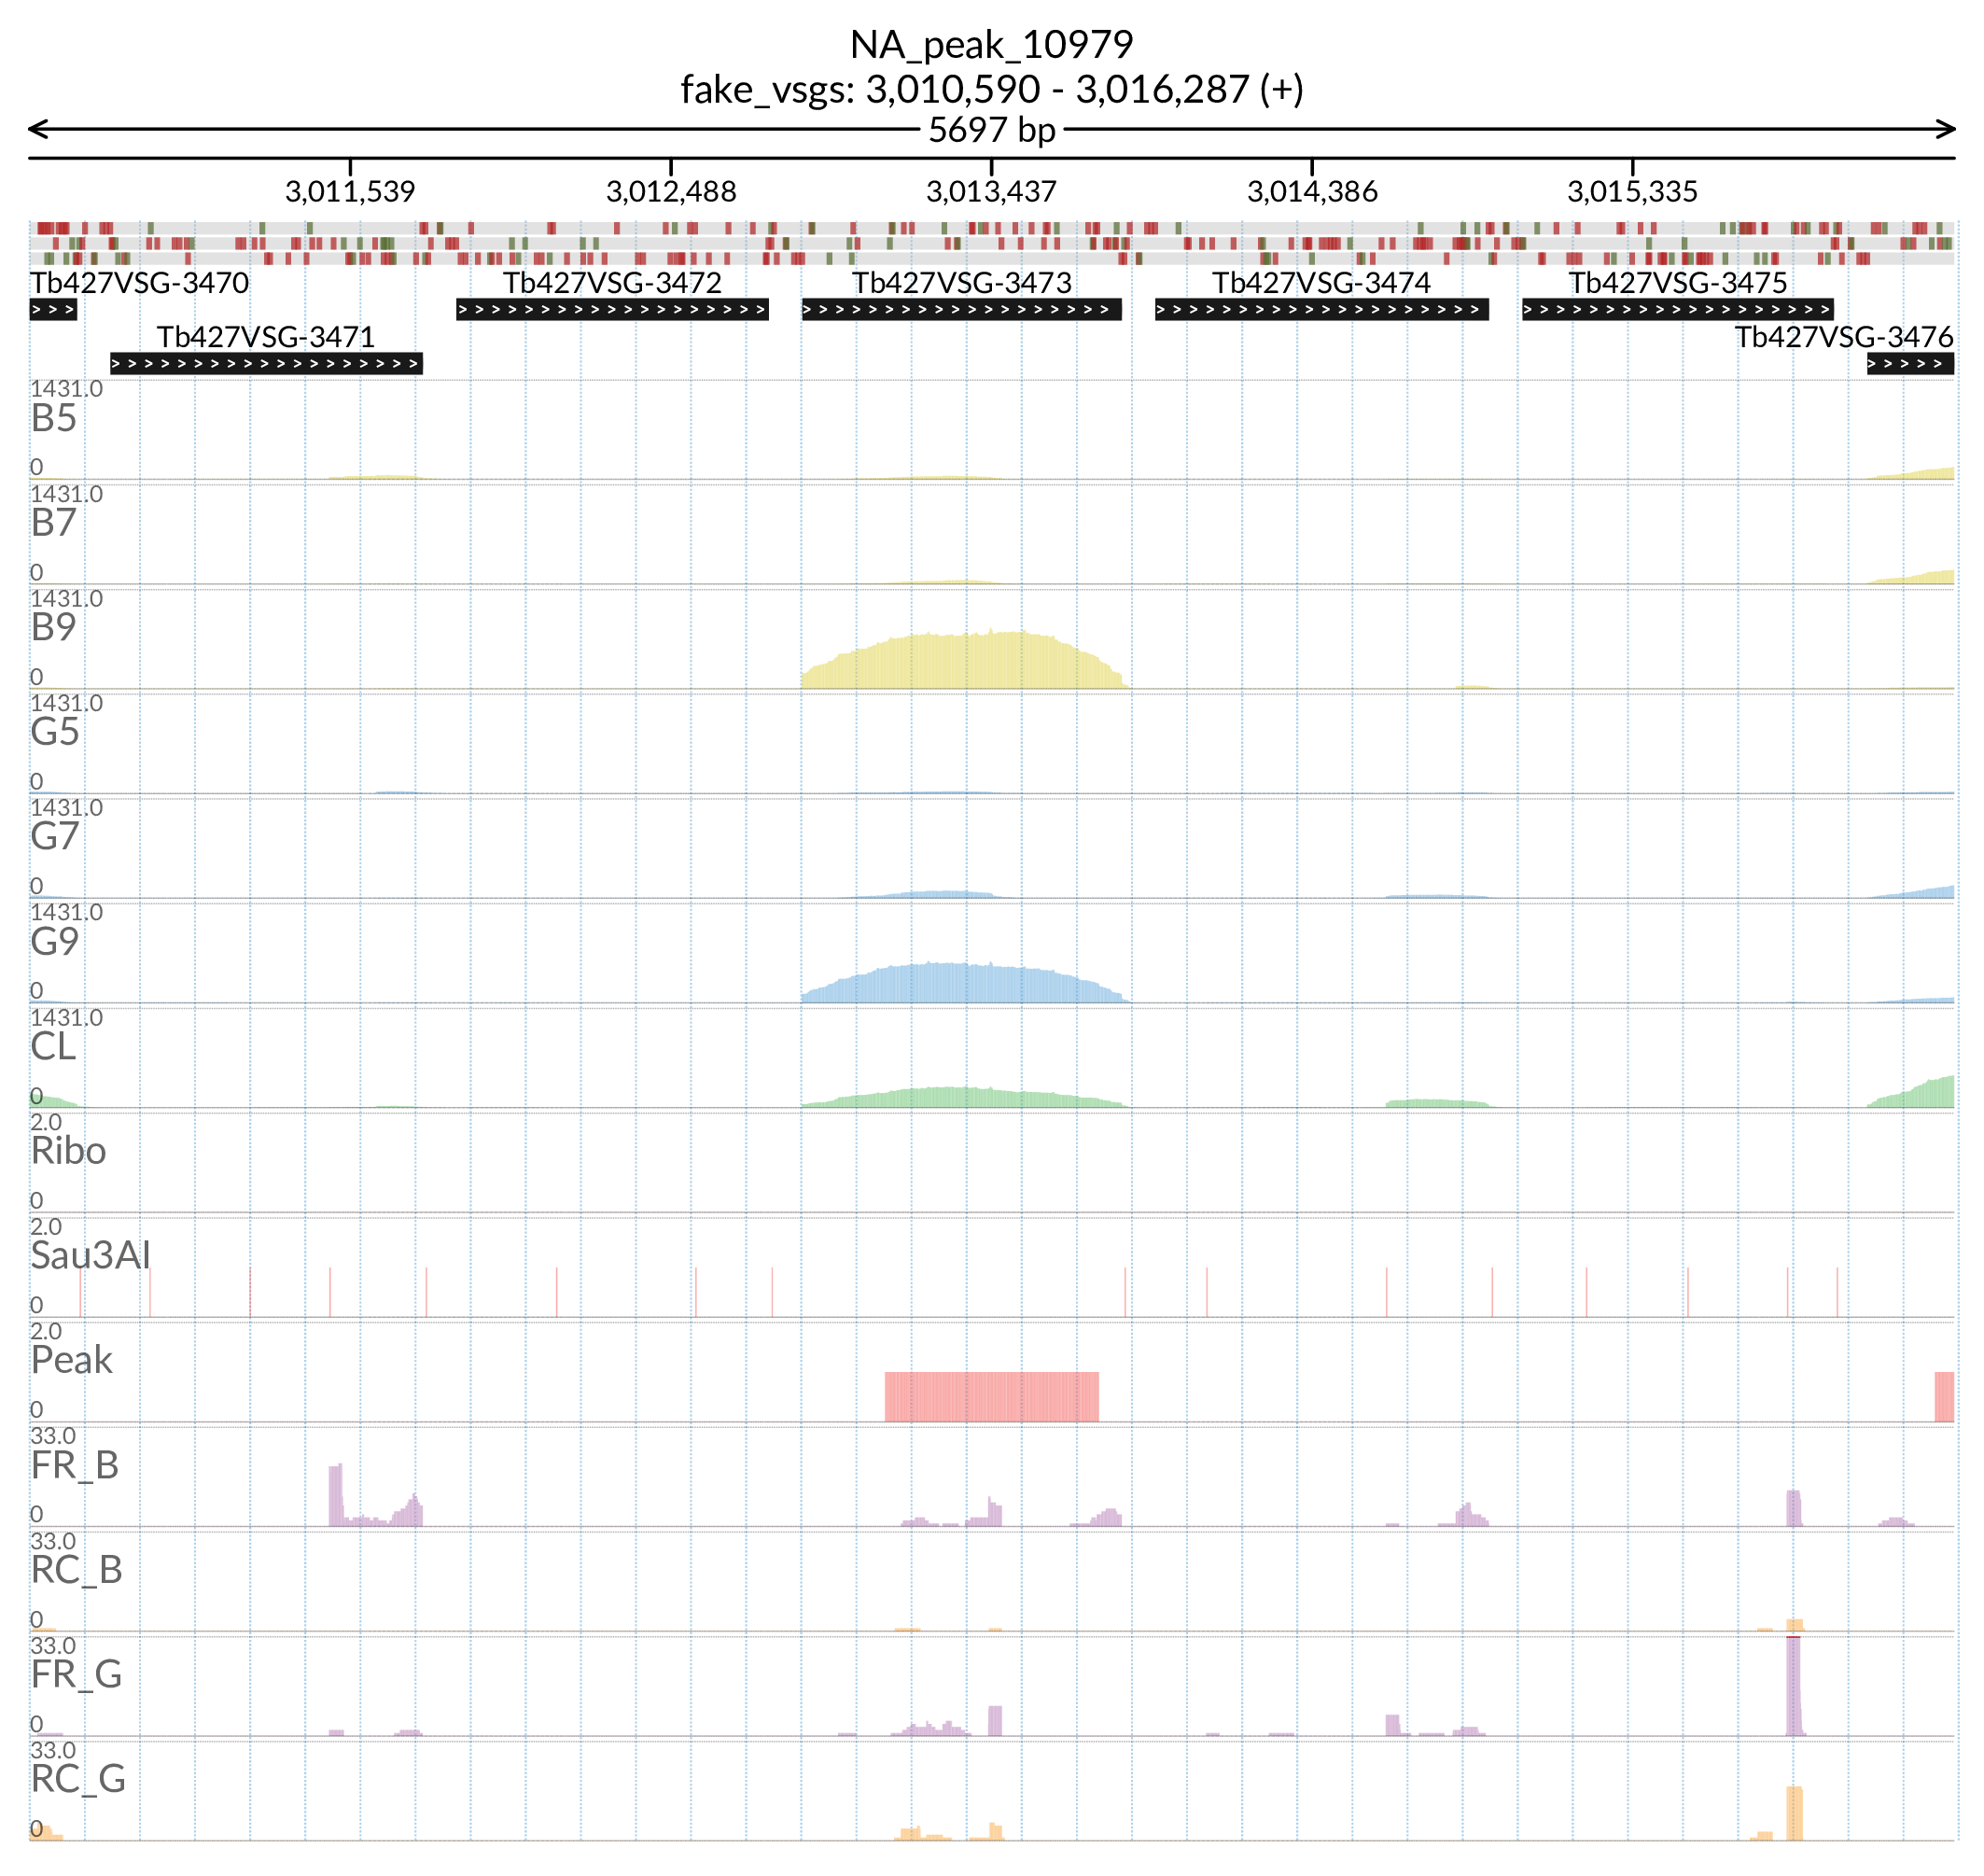 NA_peak_10979
fake_vsgs: 3,010,590 - 3,016,287 (+)
5697 bp
3,011,539 3,012,488 3,013,437 3,014,386 3,015,335
Tb427VSG-3470 Tb427VSG-3472 Tb427VSG-3473 Tb427VSG-3474 Tb427VSG-3475
Tb427VSG-3471 Tb427VSG-3476
1431.0
B5
0
1431.0
B7
0
1431.0
B9
0
1431.0
G5
0
1431.0
G7
0
1431.0
G9
0
1431.0
CL
0
2.0
Ribo
0
2.0
Sau3AI
0
2.0
Peak
0
33.0
FR_B
0
33.0
RC_B
0
33.0
FR_G
0
33.0
RC_G
0